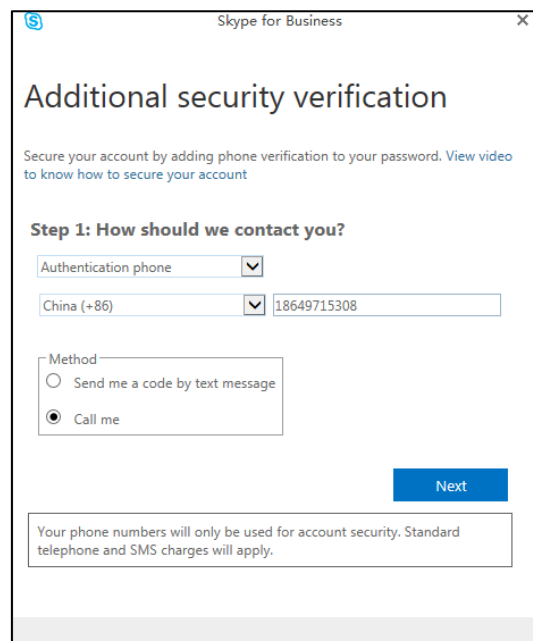 Skype for Business
Additional security verification
Secure your account by adding phone verification to your password. View video
to know how to secure your account
Step 1: How should we contact you?
Authentication phone
China (+86) 18649715308
Method
Send me a code by text message
Call me
Next
Your phone numbers will only be used for account security. Standard
telephone and SMS charges will apply.